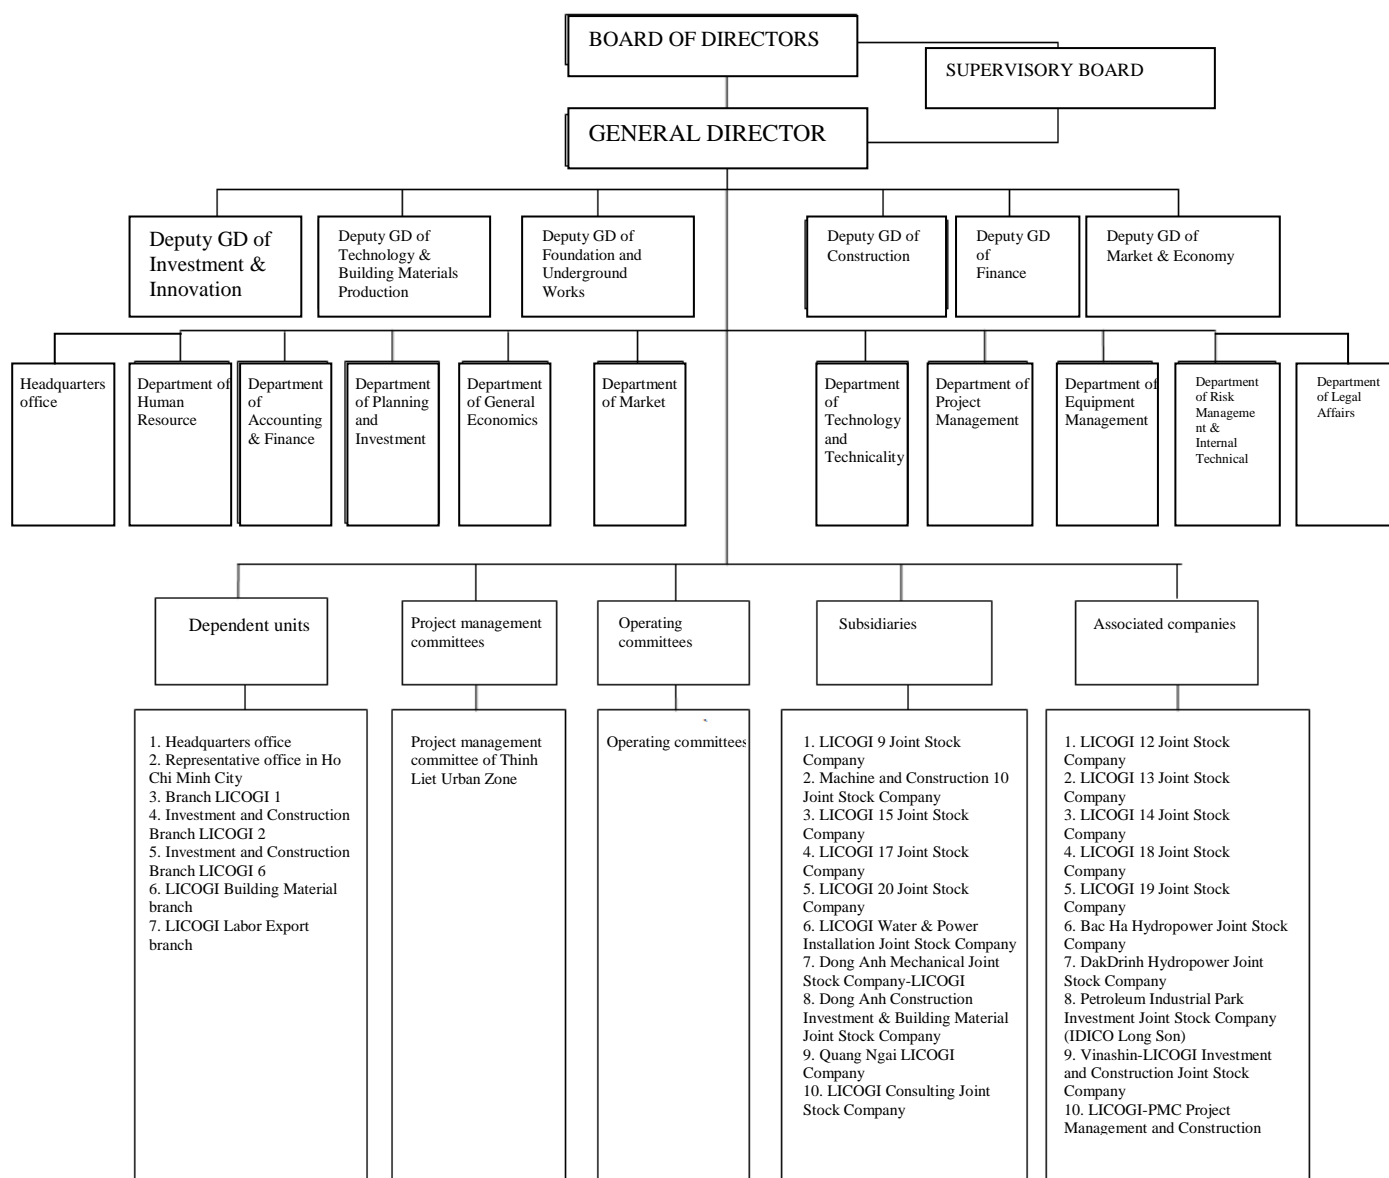 BOARD OF DIRECTORS
SUPERVISORY BOARD
GENERAL DIRECTOR
Deputy GD of
Investment &
Innovation
Deputy GD of
Technology &
Building Materials
Production
Deputy GD of
Foundation and
Underground
Works
Deputy GD of
Construction
Deputy GD
of
Finance
Deputy GD of
Market & Economy
Headquarters
office
Department of
Human
Resource
Department
of
Accounting
& Finance
Department
of Planning
and
Investment
Department
of General
Economics
Department
of Market
Department
of
Technology
and
Technicality
Department of
Project
Management
Department of
Equipment
Management
Department
of Risk
Manageme
nt &
Internal
Technical
Department
of Legal
Affairs
Dependent units
Project management
committees
Operating
committees
Subsidiaries
Associated companies
1. Headquarters office
2. Representative office in Ho
Chi Minh City
3. Branch LICOGI 1
4. Investment and Construction
Branch LICOGI 2
5. Investment and Construction
Branch LICOGI 6
6. LICOGI Building Material
branch
7. LICOGI Labor Export
branch
Project management
committee of Thinh
Liet Urban Zone
Operating committees
1. LICOGI 9 Joint Stock
Company
2. Machine and Construction 10
Joint Stock Company
3. LICOGI 15 Joint Stock
Company
4. LICOGI 17 Joint Stock
Company
5. LICOGI 20 Joint Stock
Company
6. LICOGI Water & Power
Installation Joint Stock Company
7. Dong Anh Mechanical Joint
Stock Company-LICOGI
8. Dong Anh Construction
Investment & Building Material
Joint Stock Company
9. Quang Ngai LICOGI
Company
10. LICOGI Consulting Joint
Stock Company
1. LICOGI 12 Joint Stock
Company
2. LICOGI 13 Joint Stock
Company
3. LICOGI 14 Joint Stock
Company
4. LICOGI 18 Joint Stock
Company
5. LICOGI 19 Joint Stock
Company
6. Bac Ha Hydropower Joint Stock
Company
7. DakDrinh Hydropower Joint
Stock Company
8. Petroleum Industrial Park
Investment Joint Stock Company
(IDICO Long Son)
9. Vinashin-LICOGI Investment
and Construction Joint Stock
Company
10. LICOGI-PMC Project
Management and Construction